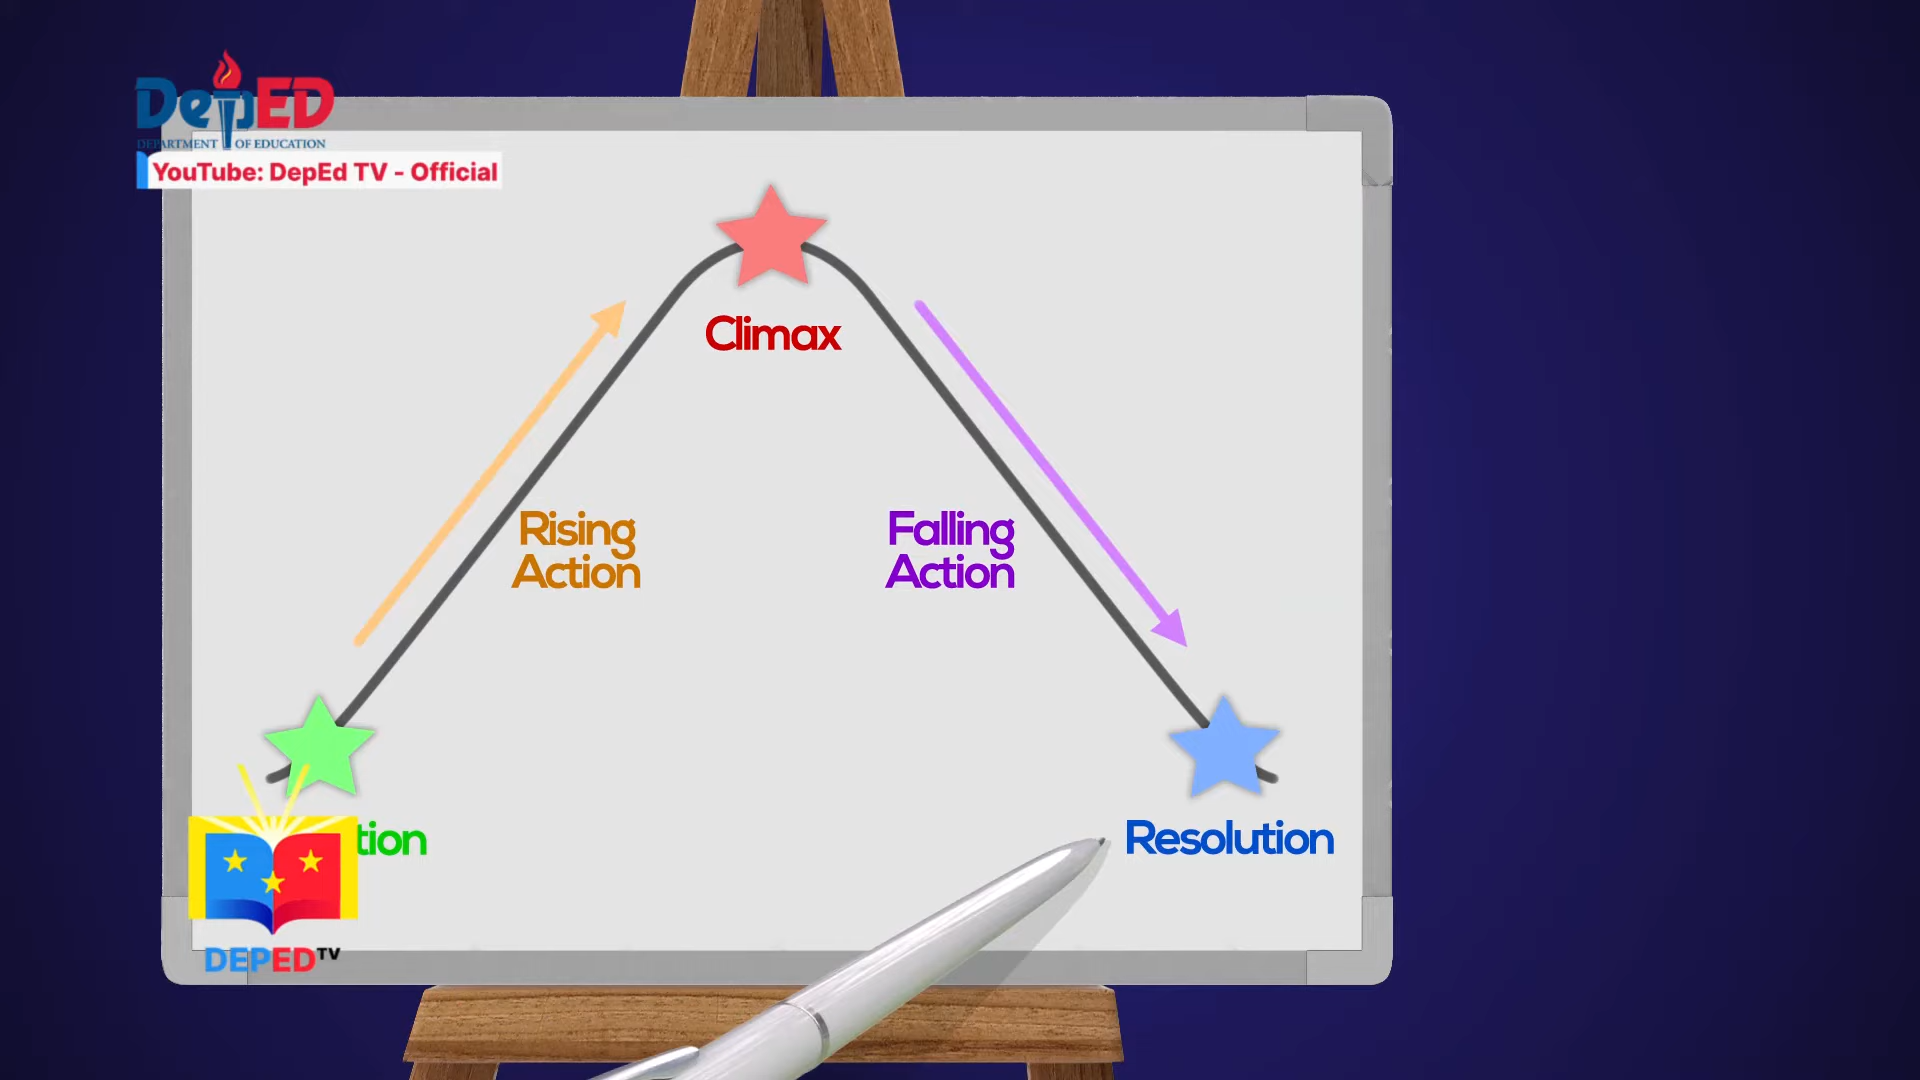 DepED
DEPARTMENT OF EDUCATION
YouTube: DepEd TV - Official
Climax
Rising
Action
Falling
Action
tion
Resolution
DEPED TV